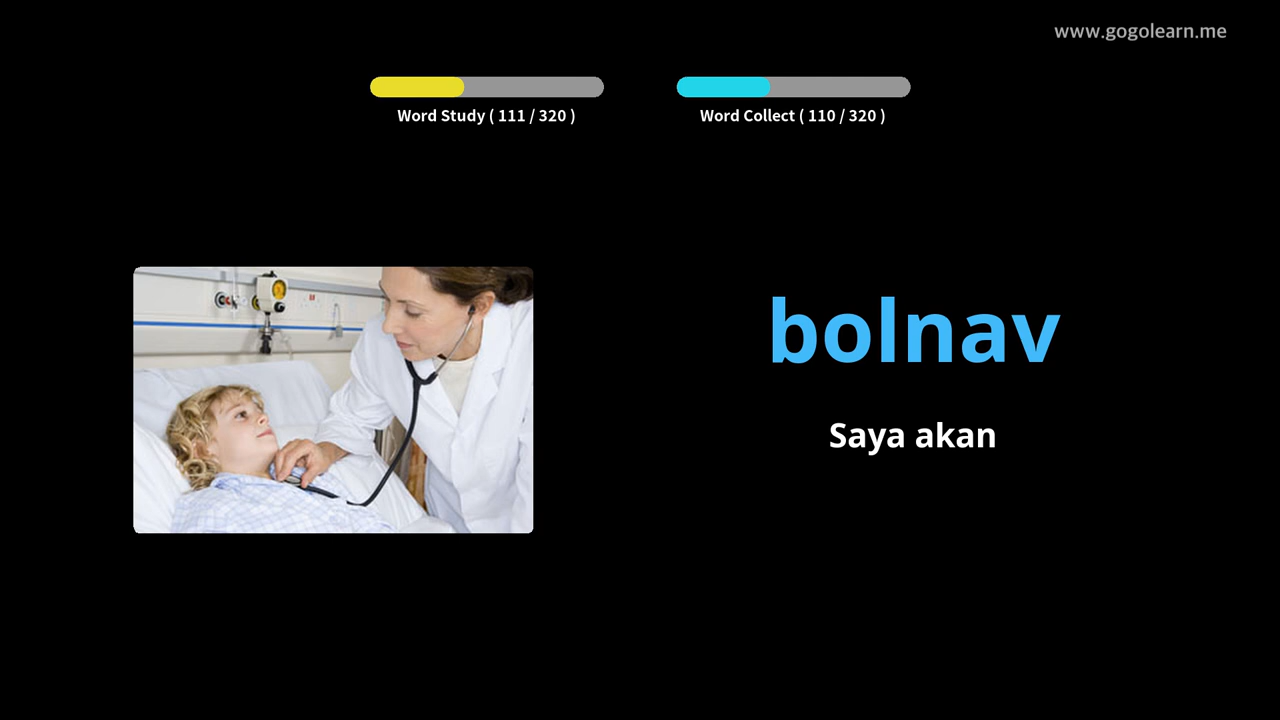 www.gogolearn.me
Word Study ( 111 / 320 )
Word Collect ( 110 / 320 )
bolnav
Saya akan